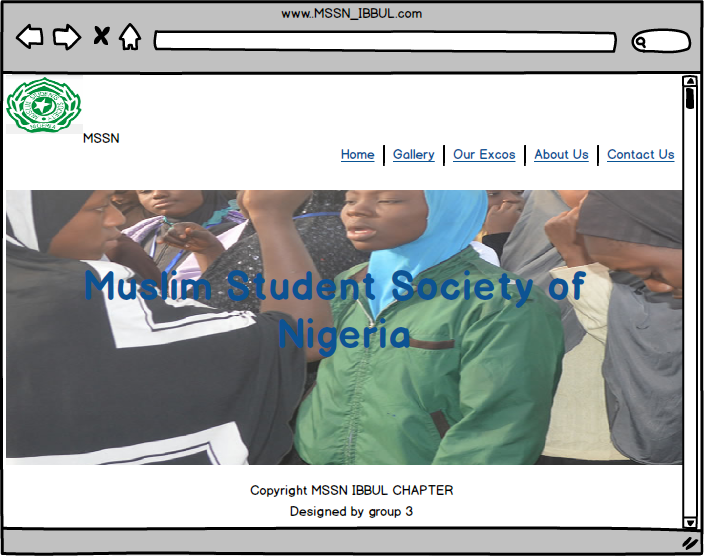 www.MSSN_IBBUL.com
MSSN
Home
Gallery
Our Excos
About Us
Contact Us
Muslim Student Society of
Nigeria
Copyright MSSN IBBUL CHAPTER
Designed by group 3